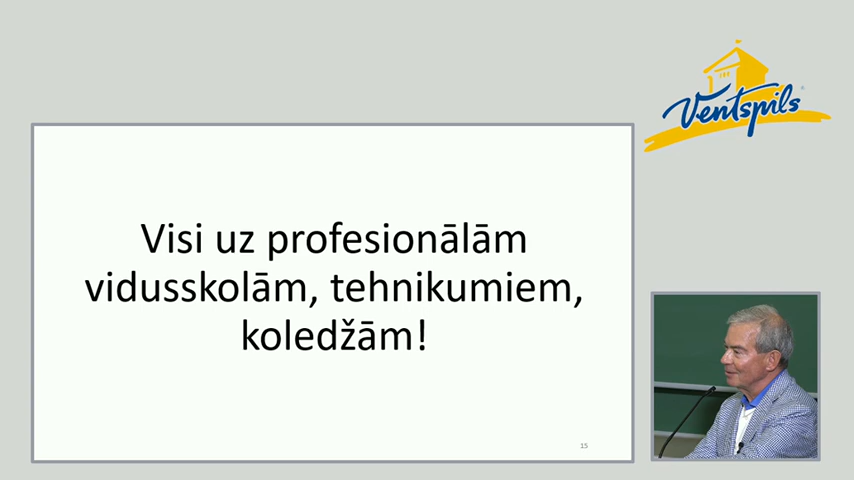 Ventspils
Visi uz profesionālām
vidusskolām, tehnikumiem,
koledžām!
15